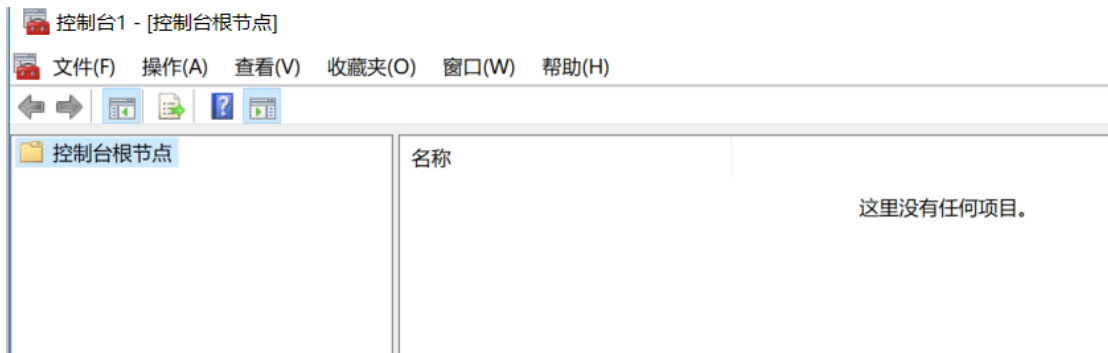 控制台1 - [控制台根节点]
文件(F) 操作(A) 查看(V) 收藏夹(O) 窗口(W) 帮助(H)
控制台根节点
名称
这里没有任何项目。